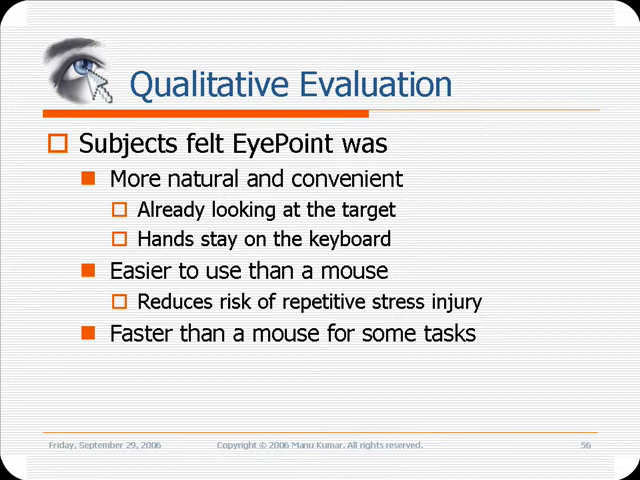 Qualitative Evaluation
Subjects felt EyePoint was
More natural and convenient
Already looking at the target
Hands stay on the keyboard
Easier to use than a mouse
Reduces risk of repetitive stress injury
Faster than a mouse for some tasks
Friday, September 29, 2006 Copyright © 2006 Manu Kumar. All rights reserved. 56